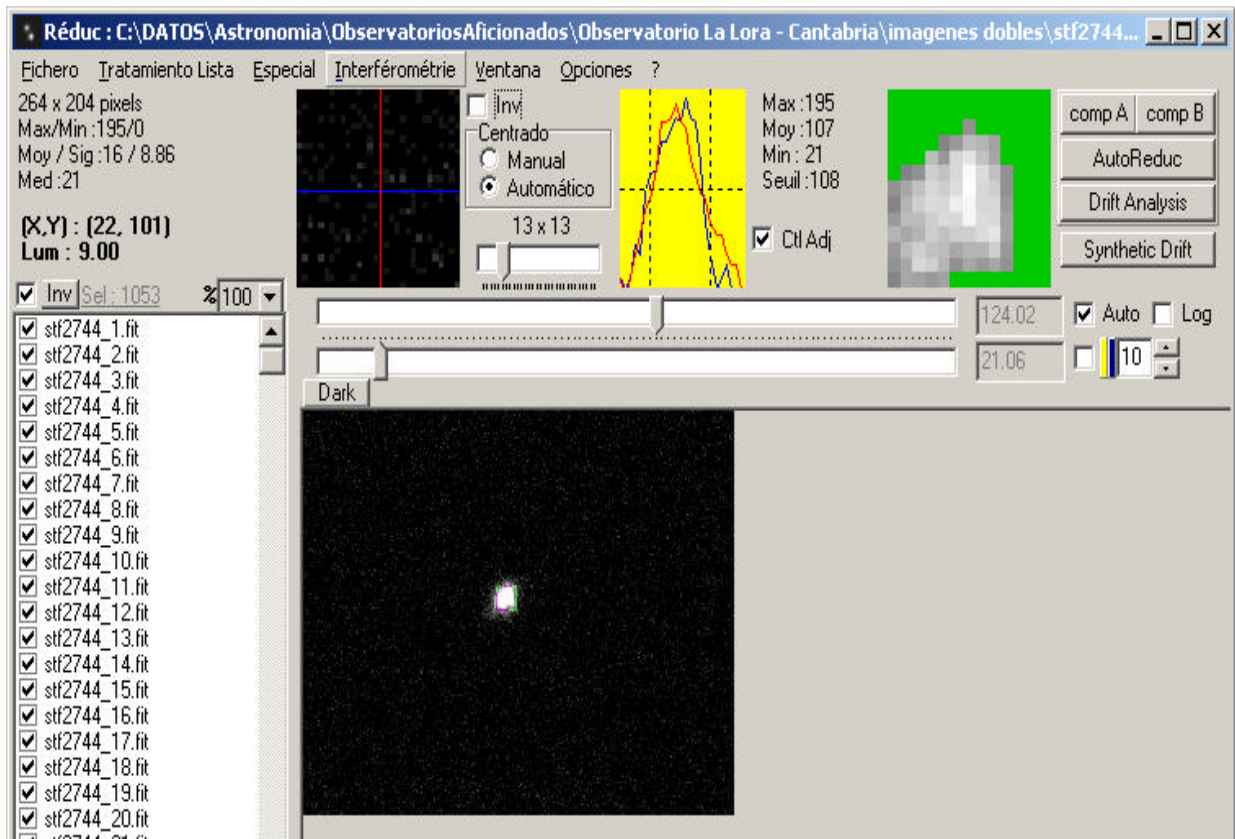 Réduc : C:\DATOS\Astronomia\ObservatoriosAficionados\Observatorio La Lora - Cantabria\imagenes dobles\stf2744...
Fichero Tratamiento Lista Especial Interférométrie Ventana Opciones ?
264 x 204 pixels
Max/Min :195/0
Moy / Sig :16 / 8.86
Med :21
(X,Y) : (22, 101)
Lum : 9.00
Inv
Centrado
Manual
Automático
13 x 13
Max :195
Moy :107
Min : 21
Seuil :108
Ctl Adj
comp A comp B
AutoReduc
Drift Analysis
Synthetic Drift
Inv Sel : 1053 % 100
124.02 Auto Log
21.06 10
Dark
stf2744_1.fit
stf2744_2.fit
stf2744_3.fit
stf2744_4.fit
stf2744_5.fit
stf2744_6.fit
stf2744_7.fit
stf2744_8.fit
stf2744_9.fit
stf2744_10.fit
stf2744_11.fit
stf2744_12.fit
stf2744_13.fit
stf2744_14.fit
stf2744_15.fit
stf2744_16.fit
stf2744_17.fit
stf2744_18.fit
stf2744_19.fit
stf2744_20.fit